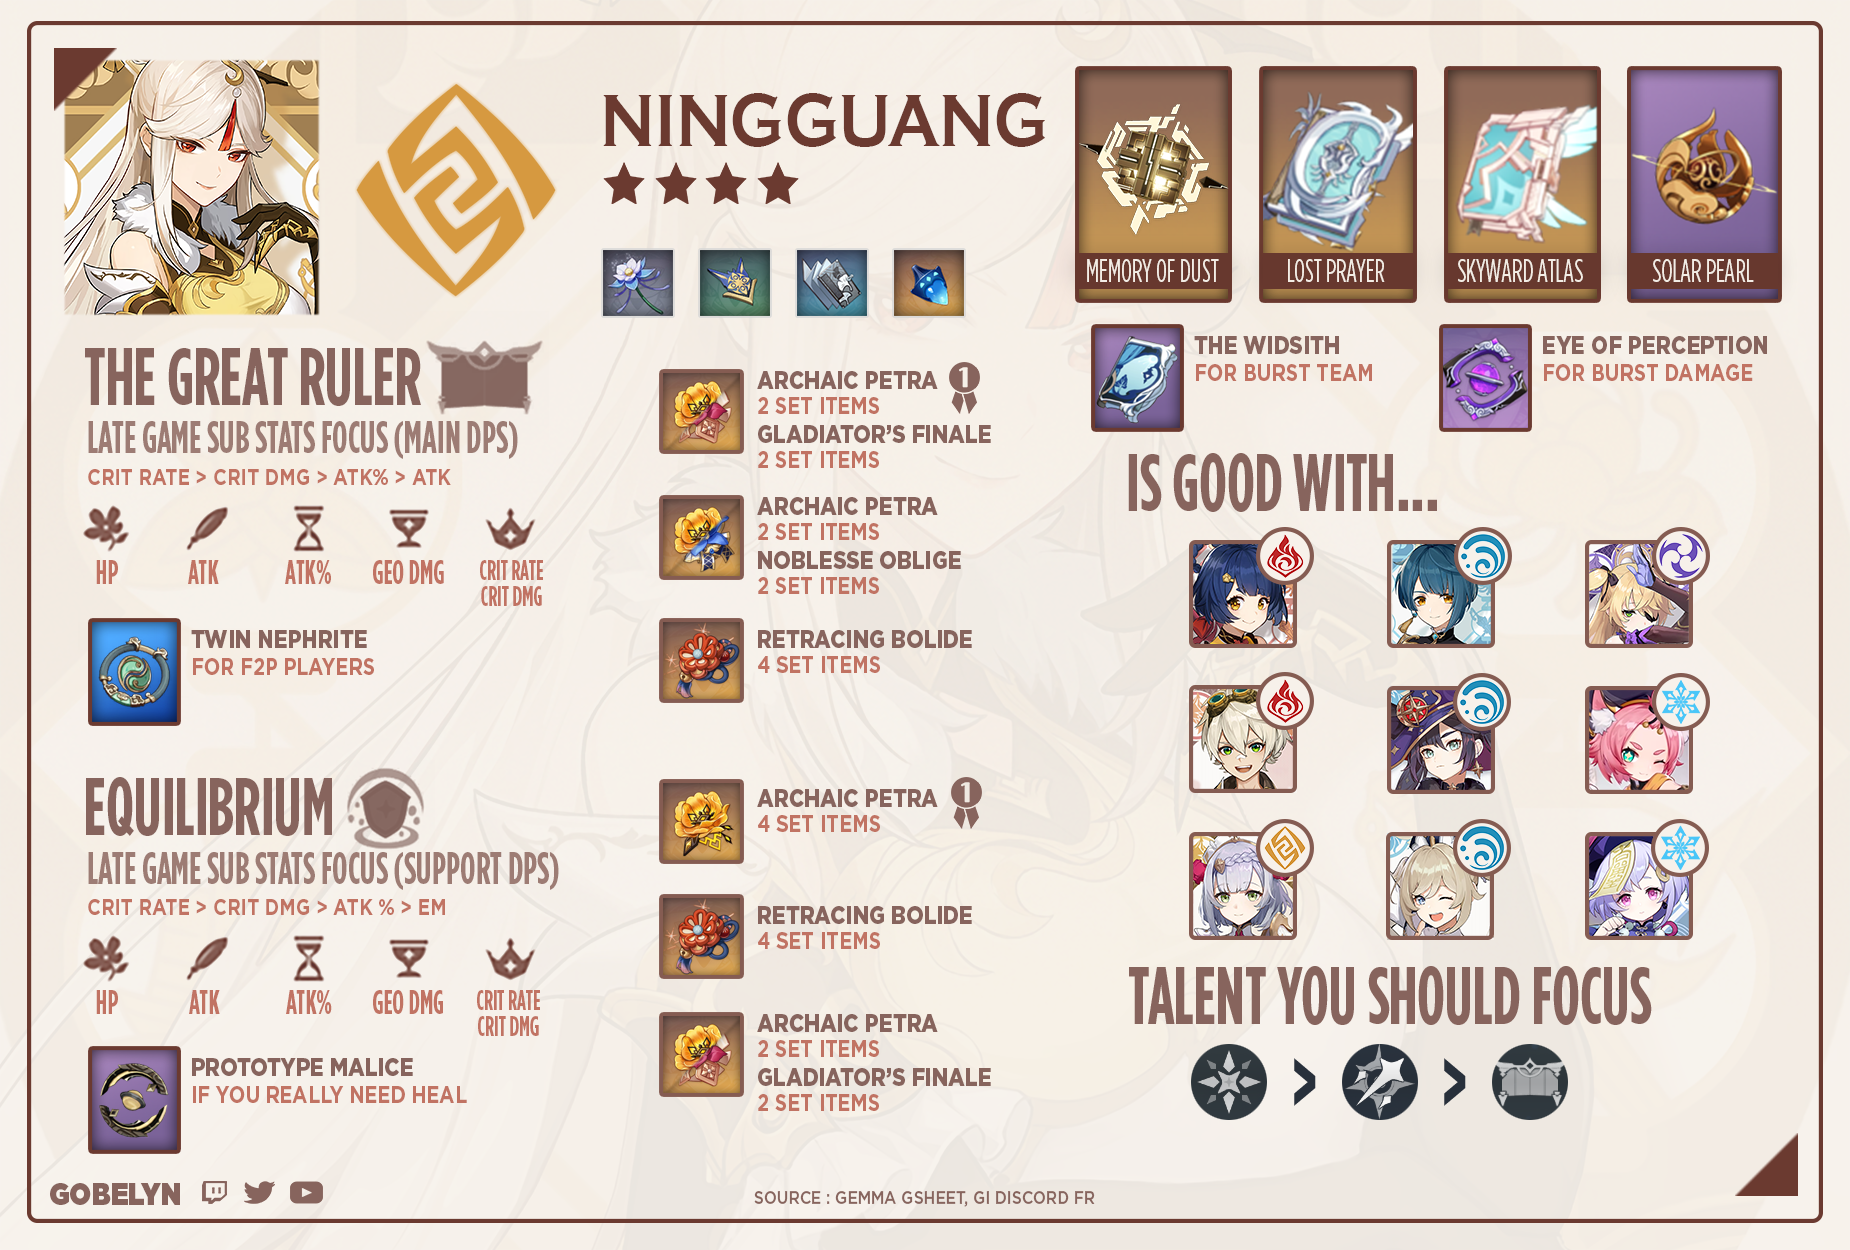 NINGGUANG
MEMORY OF DUST
LOST PRAYER
SKYWARD ATLAS
SOLAR PEARL
THE WIDSITH
FOR BURST TEAM
EYE OF PERCEPTION
FOR BURST DAMAGE
THE GREAT RULER
LATE GAME SUB STATS FOCUS (MAIN DPS)
CRIT RATE > CRIT DMG > ATK% > ATK
HP
ATK
ATK%
GEO DMG
CRIT RATE
CRIT DMG
TWIN NEPHRITE
FOR F2P PLAYERS
ARCHAIC PETRA 1
2 SET ITEMS
GLADIATOR'S FINALE
2 SET ITEMS
ARCHAIC PETRA
2 SET ITEMS
NOBLESSE OBLIGE
2 SET ITEMS
RETRACING BOLIDE
4 SET ITEMS
EQUILIBRIUM
LATE GAME SUB STATS FOCUS (SUPPORT DPS)
CRIT RATE > CRIT DMG > ATK % > EM
HP
ATK
ATK%
GEO DMG
CRIT RATE
CRIT DMG
PROTOTYPE MALICE
IF YOU REALLY NEED HEAL
ARCHAIC PETRA 1
4 SET ITEMS
RETRACING BOLIDE
4 SET ITEMS
ARCHAIC PETRA
2 SET ITEMS
GLADIATOR'S FINALE
2 SET ITEMS
IS GOOD WITH...
TALENT YOU SHOULD FOCUS
> >
GOBELYN
SOURCE : GEMMA GSHEET, GI DISCORD FR